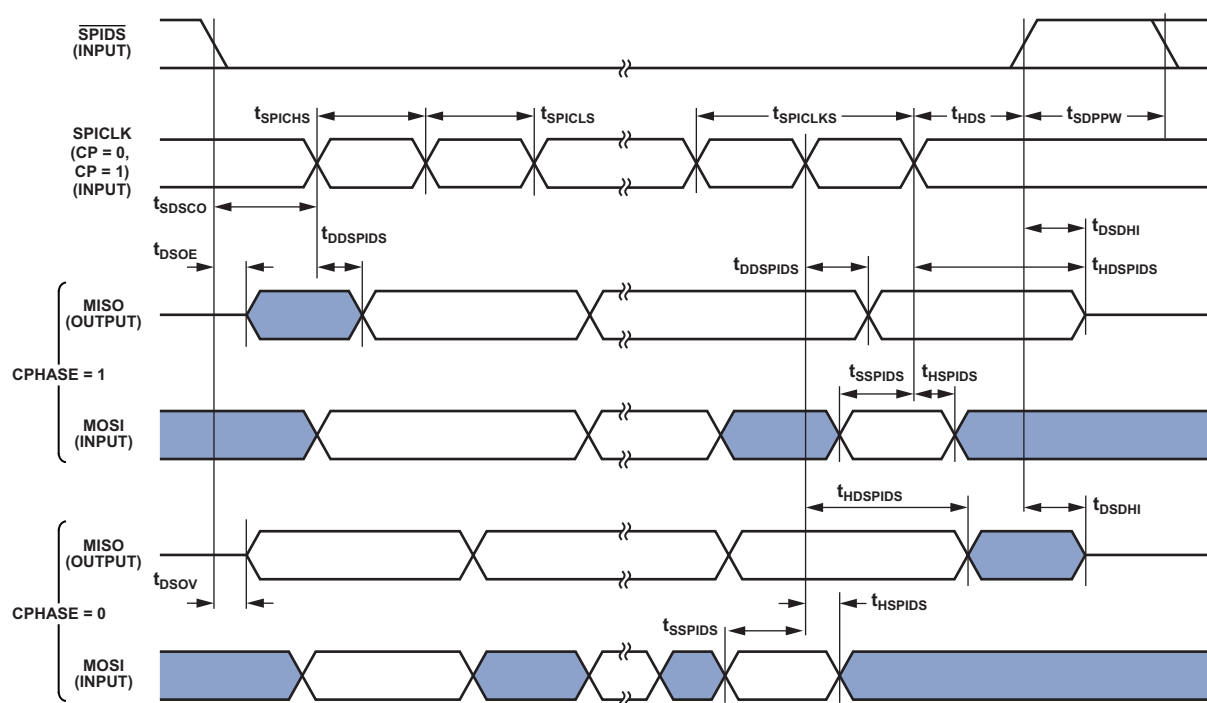 SPIDS
(INPUT)
tSPICHS
tSPICLS
tSPICLKS
tHDS
tSDPPW
SPICLK
(CP = 0,
CP = 1)
(INPUT)
tSDSCO
tDSOE
tDDSPIDS
tDDSPIDS
tDSDHI
tHDSPIDS
MISO
(OUTPUT)
CPHASE = 1
tSSPIDS
tHSPIDS
MOSI
(INPUT)
tHDSPIDS
tDSDHI
MISO
(OUTPUT)
tDSOV
CPHASE = 0
tHSPIDS
tSSPIDS
MOSI
(INPUT)